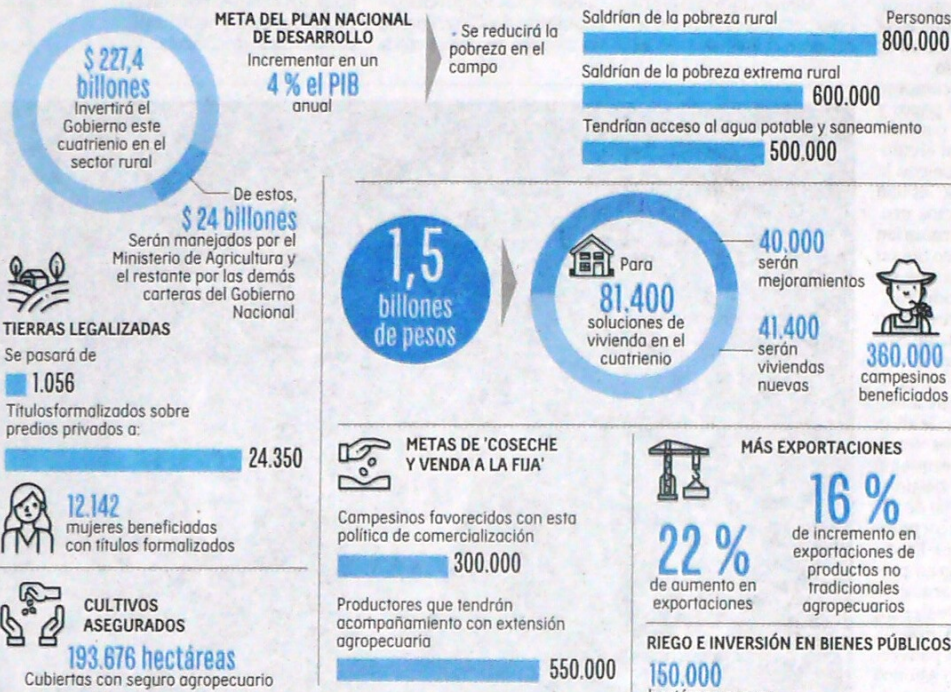 $ 227,4
billones
Invertirá el
Gobierno este
cuatrienio en el
sector rural
De estos,
$ 24 billones
Serán manejados por el
Ministerio de Agricultura y
el restante por las demás
carteras del Gobierno
Nacional
META DEL PLAN NACIONAL
DE DESARROLLO
Incrementar en un
4 % el PIB
anual
Se reducirá la
pobreza en el
campo
Saldrían de la pobreza rural
Personas
800.000
Saldrían de la pobreza extrema rural
600.000
Tendrían acceso al agua potable y saneamiento
500.000
TIERRAS LEGALIZADAS
Se pasará de
1.056
Títulosformalizados sobre
predios privados a:
24.350
12.142
mujeres beneficiadas
con títulos formalizados
CULTIVOS
ASEGURADOS
193.676 hectáreas
Cubiertas con seguro agropecuario
1,5
billones
de pesos
Para
81.400
soluciones de
vivienda en el
cuatrienio
40.000
serán
mejoramientos
41.400
serán
viviendas
nuevas
360.000
campesinos
beneficiados
METAS DE 'COSECHE
Y VENDA A LA FIJA'
Campesinos favorecidos con esta
política de comercialización
300.000
Productores que tendrán
acompañamiento con extensión
agropecuaria
550.000
MÁS EXPORTACIONES
22 %
de aumento en
exportaciones
16 %
de incremento en
exportaciones de
productos no
tradicionales
agropecuarios
RIEGO E INVERSIÓN EN BIENES PÚBLICOS
150.000